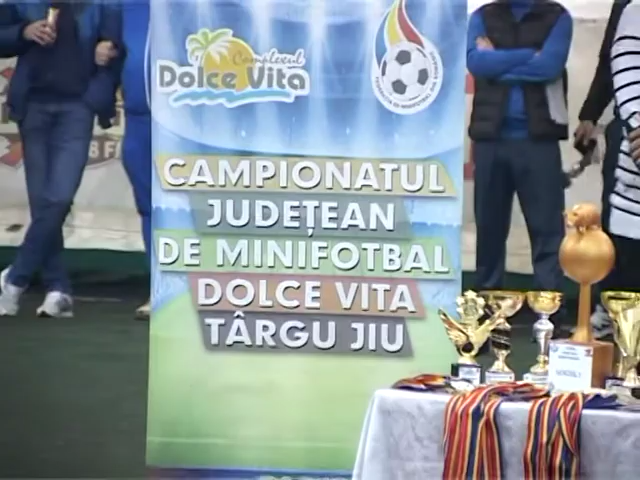 Complexul
Dolce Vita
CAMPIONATUL
JUDEȚEAN
DE MINIFOTBAL
DOLCE VITA
TÂRGU JIU